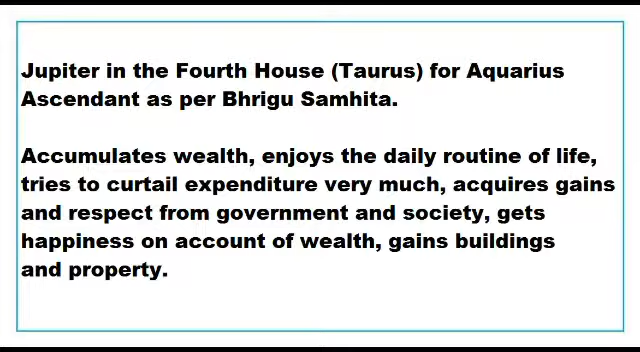 Jupiter in the Fourth House (Taurus) for Aquarius
Ascendant as per Bhrigu Samhita.
Accumulates wealth, enjoys the daily routine of life,
tries to curtail expenditure very much, acquires gains
and respect from government and society, gets
happiness on account of wealth, gains buildings
and property.